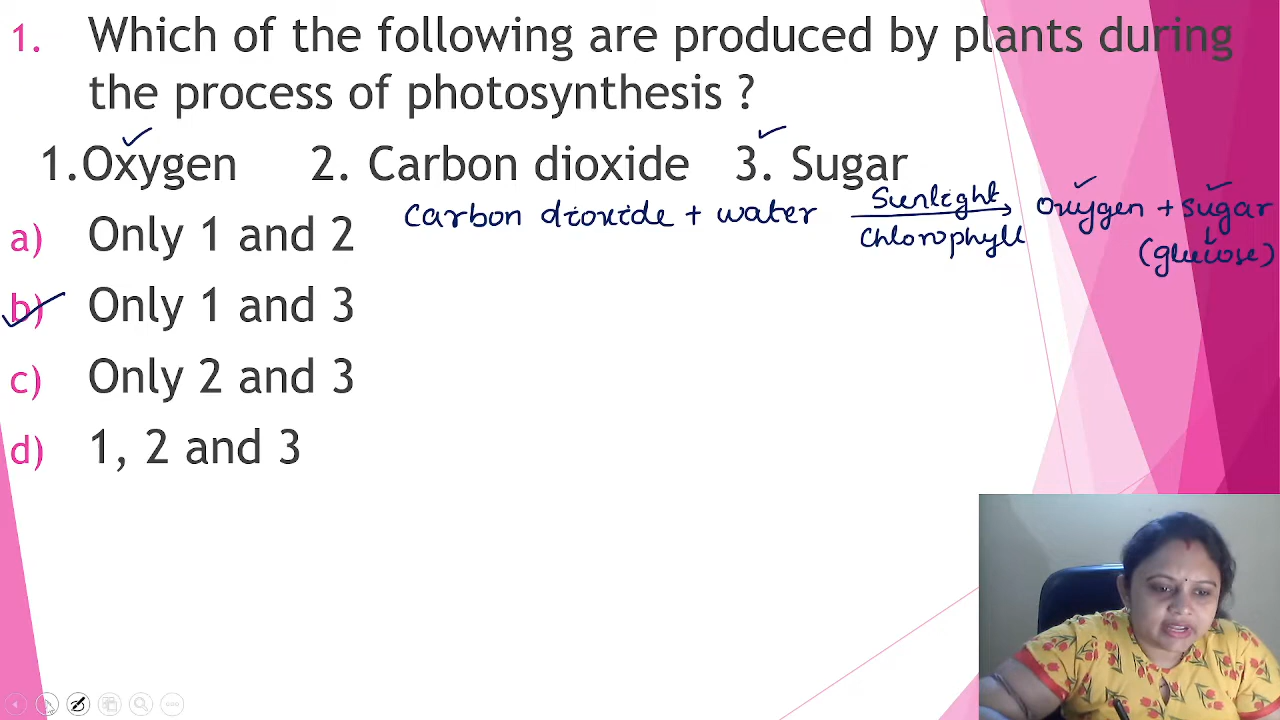 1. Which of the following are produced by plants during
the process of photosynthesis ?
1.Oxygen 2. Carbon dioxide 3. Sugar
carbon dioxide + water Sunlight Chlorophyll oxygen + sugar
(glucose)
a) Only 1 and 2
b) Only 1 and 3
c) Only 2 and 3
d) 1, 2 and 3